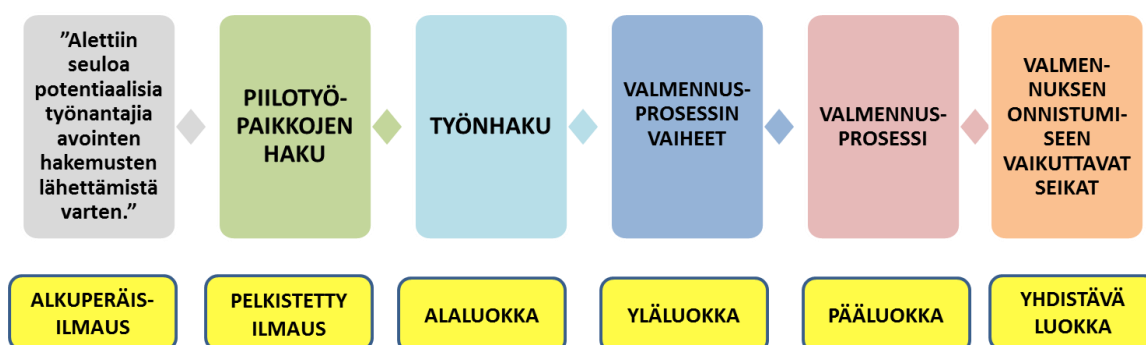 ”Alettiin
seuloa
potentiaalisia
työnantajia
avointen
hakemusten
lähettämistä
varten.”
PIILOTYÖ-
PAIKKOJEN
HAKU
TYÖNHAKU
VALMENNUS-
PROSESSIN
VAIHEET
VALMENNUS-
PROSESSI
VALMEN-
NUKSEN
ONNISTUMI-
SEEN
VAIKUTTAVAT
SEIKAT
ALKUPERÄIS-
ILMAUS
PELKISTETTY
ILMAUS
ALALUOKKA
YLÄLUOKKA
PÄÄLUOKKA
YHDISTÄVÄ
LUOKKA